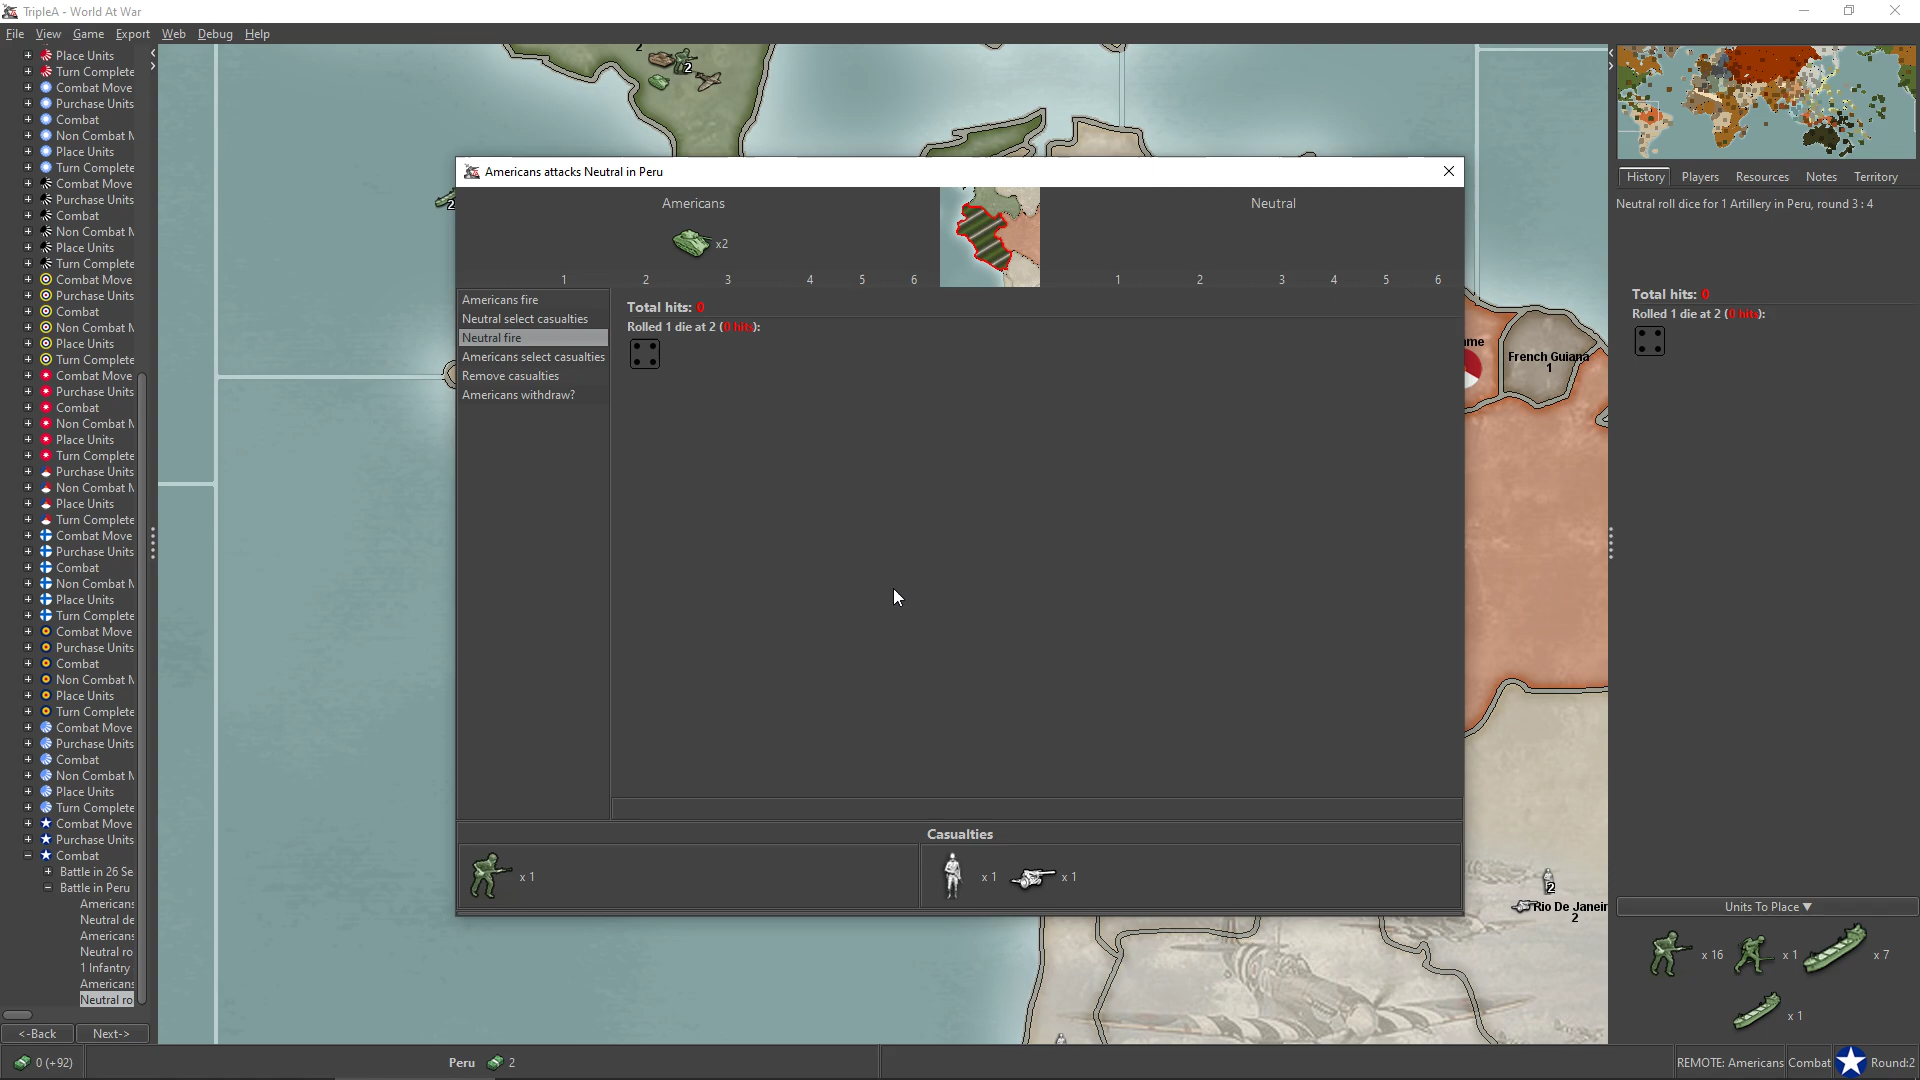 TripleA - World At War
File View Game Export Web Debug Help
Place Units
Turn Complete
Combat Move
Purchase Units
Combat
Non Combat M
Place Units
Turn Complete
Combat Move
Purchase Units
Combat
Non Combat M
Place Units
Turn Complete
Combat Move
Purchase Units
Combat
Non Combat M
Place Units
Turn Complete
Combat Move
Purchase Units
Combat
Non Combat M
Place Units
Turn Complete
Purchase Units
Non Combat M
Place Units
Turn Complete
Combat Move
Purchase Units
Combat
Non Combat M
Place Units
Turn Complete
Combat Move
Purchase Units
Combat
Non Combat M
Place Units
Turn Complete
Combat Move
Purchase Units
Combat
Non Combat M
Place Units
Turn Complete
Combat Move
Purchase Units
Combat
Battle in 26 Se
Battle in Peru
Americans
Neutral de
Americans
Neutral ro
1 Infantry
Americans
Neutral ro
<-Back Next->
2
2
2
Americans attacks Neutral in Peru
Americans Neutral
x2
1 2 3 4 5 6 1 2 3 4 5 6
Americans fire
Neutral select casualties
Neutral fire
Americans select casualties
Remove casualties
Americans withdraw?
Total hits: 0
Rolled 1 die at 2 (0 hits):
Casualties
x 1 x 1 x 1
ame
French Guiana
1
2
Rio De Janeir
2
History Players Resources Notes Territory
Neutral roll dice for 1 Artillery in Peru, round 3 : 4
Total hits: 0
Rolled 1 die at 2 (0 hits):
Units To Place ▼
x 16 x 1 x 7
x 1
0 (+92) Peru 2 REMOTE: Americans Combat Round:2